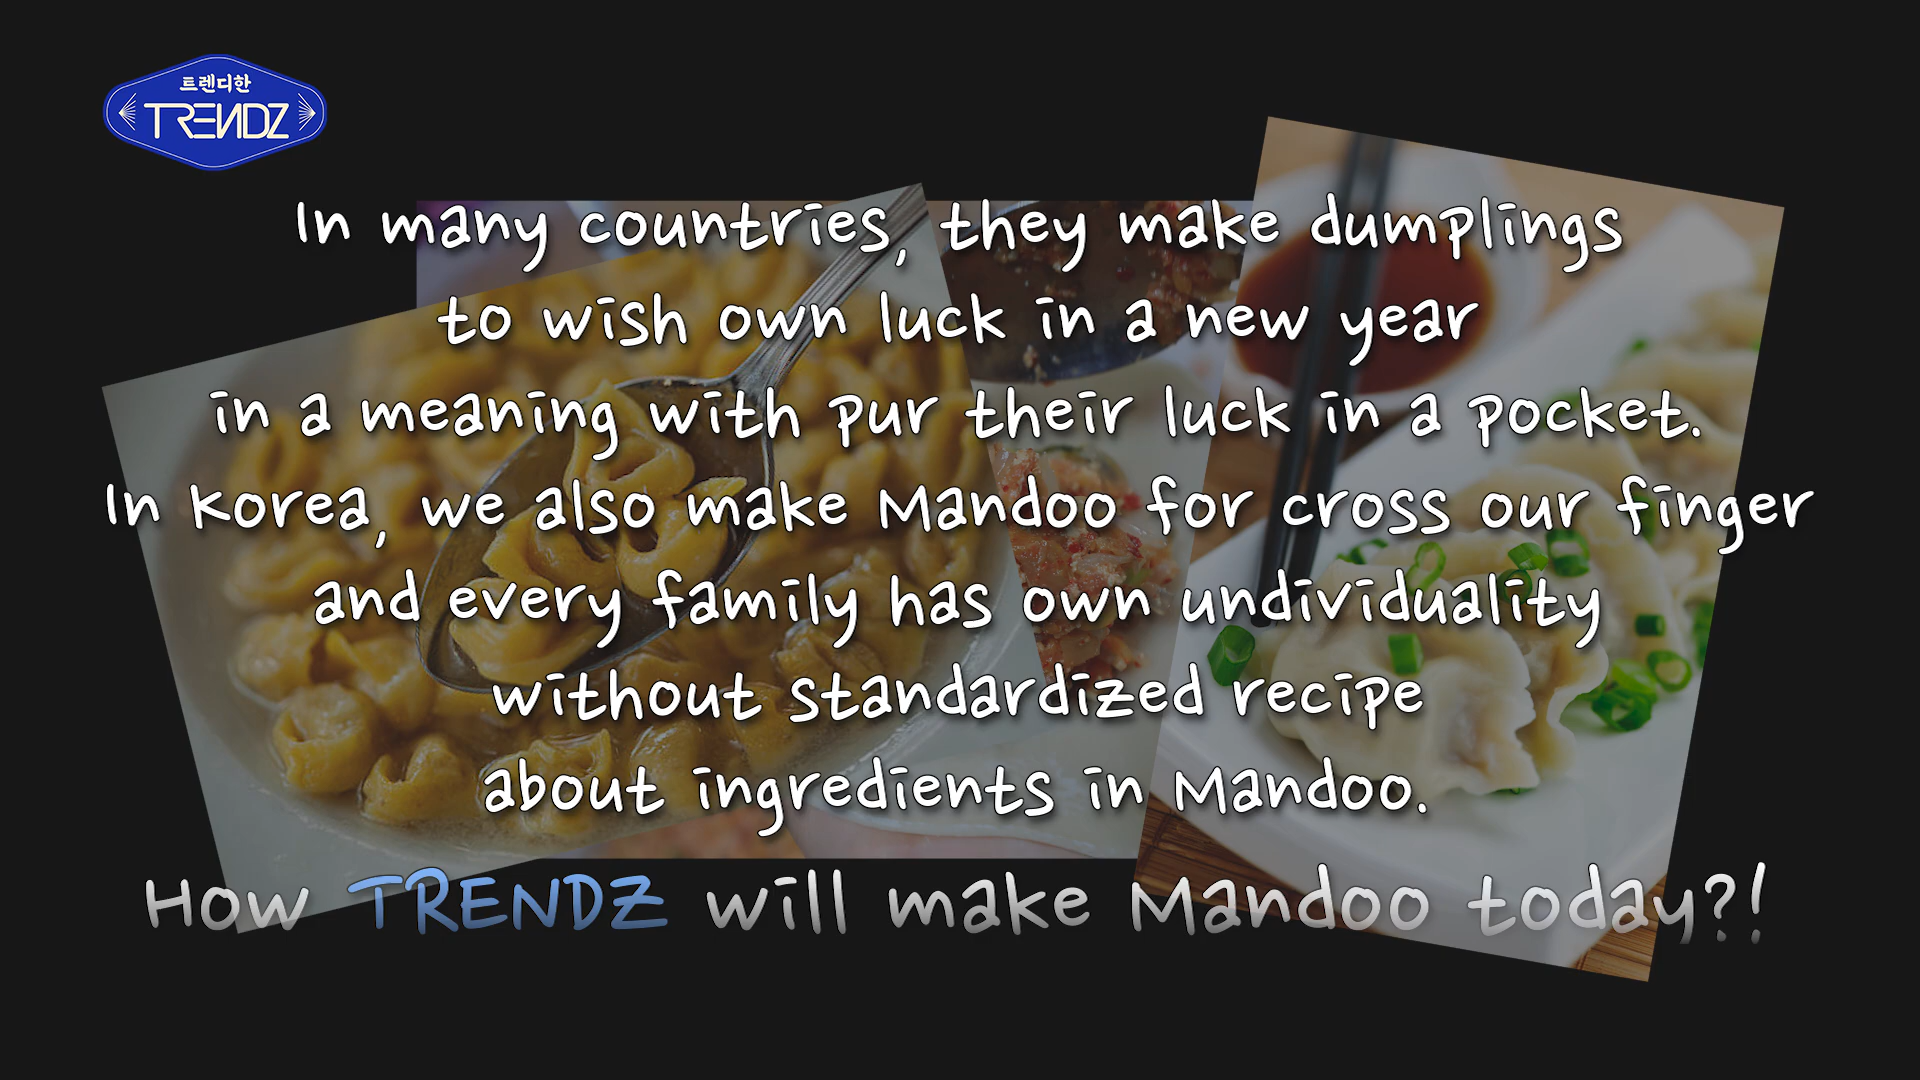 트렌디한
TRENDZ
In many countries, they make dumplings
to wish own luck in a new year
in a meaning with pur their luck in a pocket.
In Korea, we also make Mandoo for cross our finger
and every family has own undividuality
without standardized recipe
about ingredients in Mandoo.
How TRENDZ will make Mandoo today?!